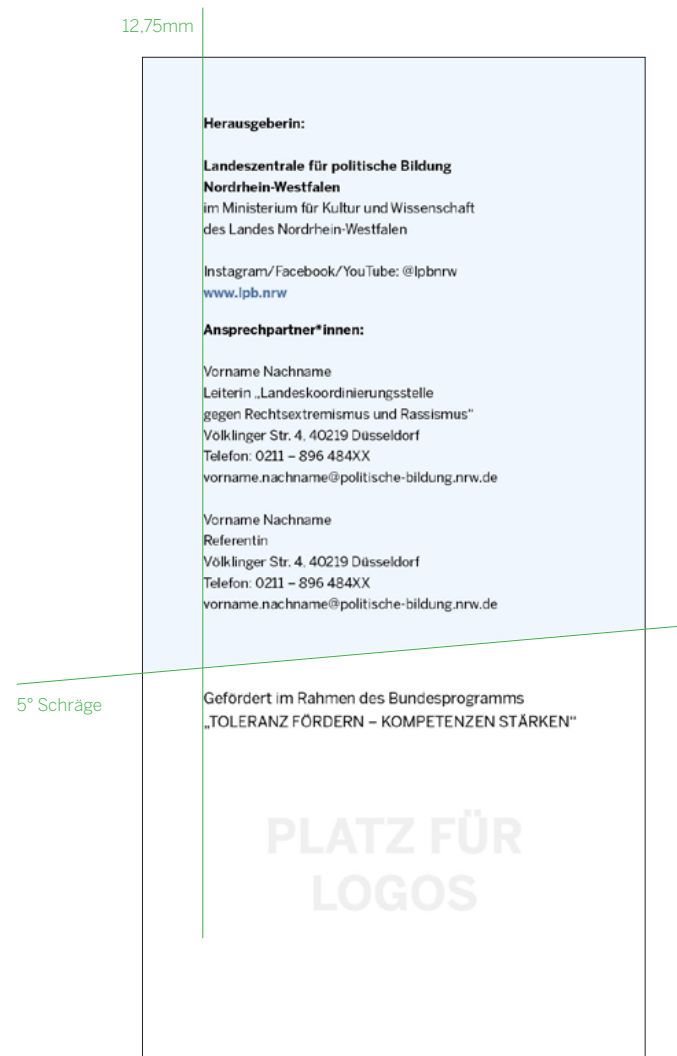 12,75mm
Herausgeberin:
Landeszentrale für politische Bildung
Nordrhein-Westfalen
im Ministerium für Kultur und Wissenschaft
des Landes Nordrhein-Westfalen
Instagram/Facebook/YouTube: @lpbnrw
www.lpb.nrw
Ansprechpartner*innen:
Vorname Nachname
Leiterin „Landeskoordinierungsstelle
gegen Rechtsextremismus und Rassismus“
Völklinger Str. 4, 40219 Düsseldorf
Telefon: 0211 – 896 484XX
vorname.nachname@politische-bildung.nrw.de
Vorname Nachname
Referentin
Völklinger Str. 4, 40219 Düsseldorf
Telefon: 0211 – 896 484XX
vorname.nachname@politische-bildung.nrw.de
5° Schräge
Gefördert im Rahmen des Bundesprogramms
„TOLERANZ FÖRDERN – KOMPETENZEN STÄRKEN“
PLATZ FÜR
LOGOS